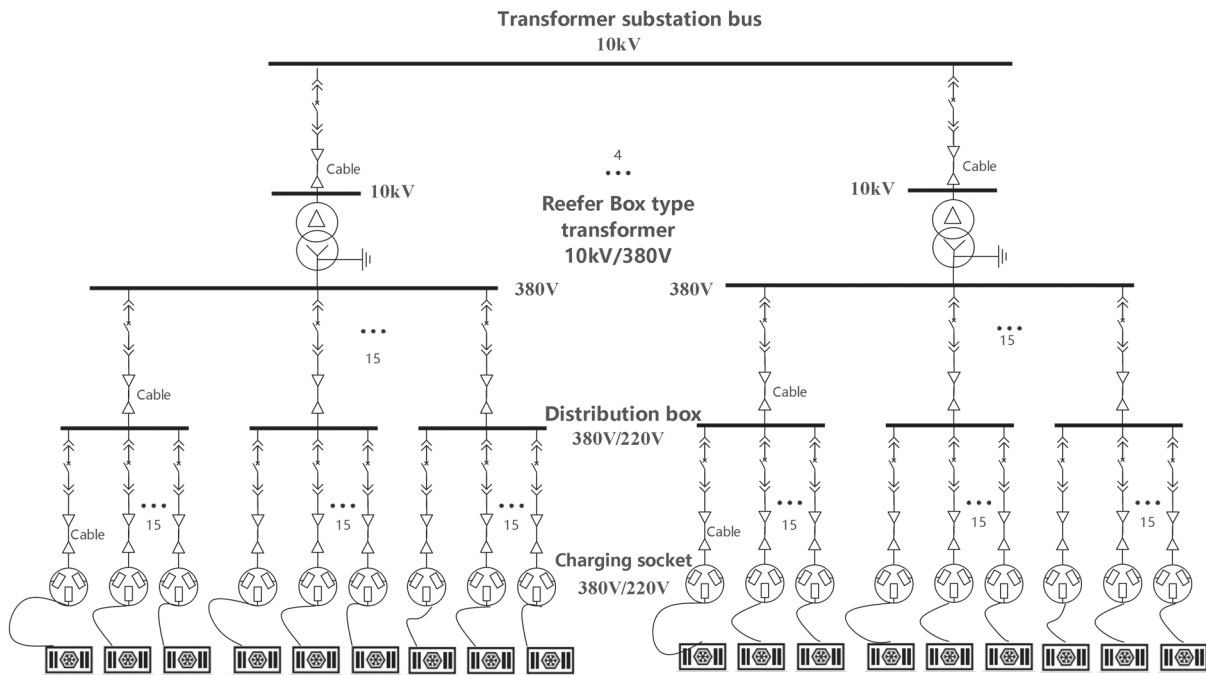 Transformer substation bus
10kV
Cable
4
...
Cable
10kV
10kV
Reefer Box type
transformer
10kV/380V
380V
380V
...
15
...
15
Cable
Cable
Distribution box
380V/220V
...
15
...
15
...
15
...
15
...
15
...
15
Cable
Cable
Charging socket
380V/220V